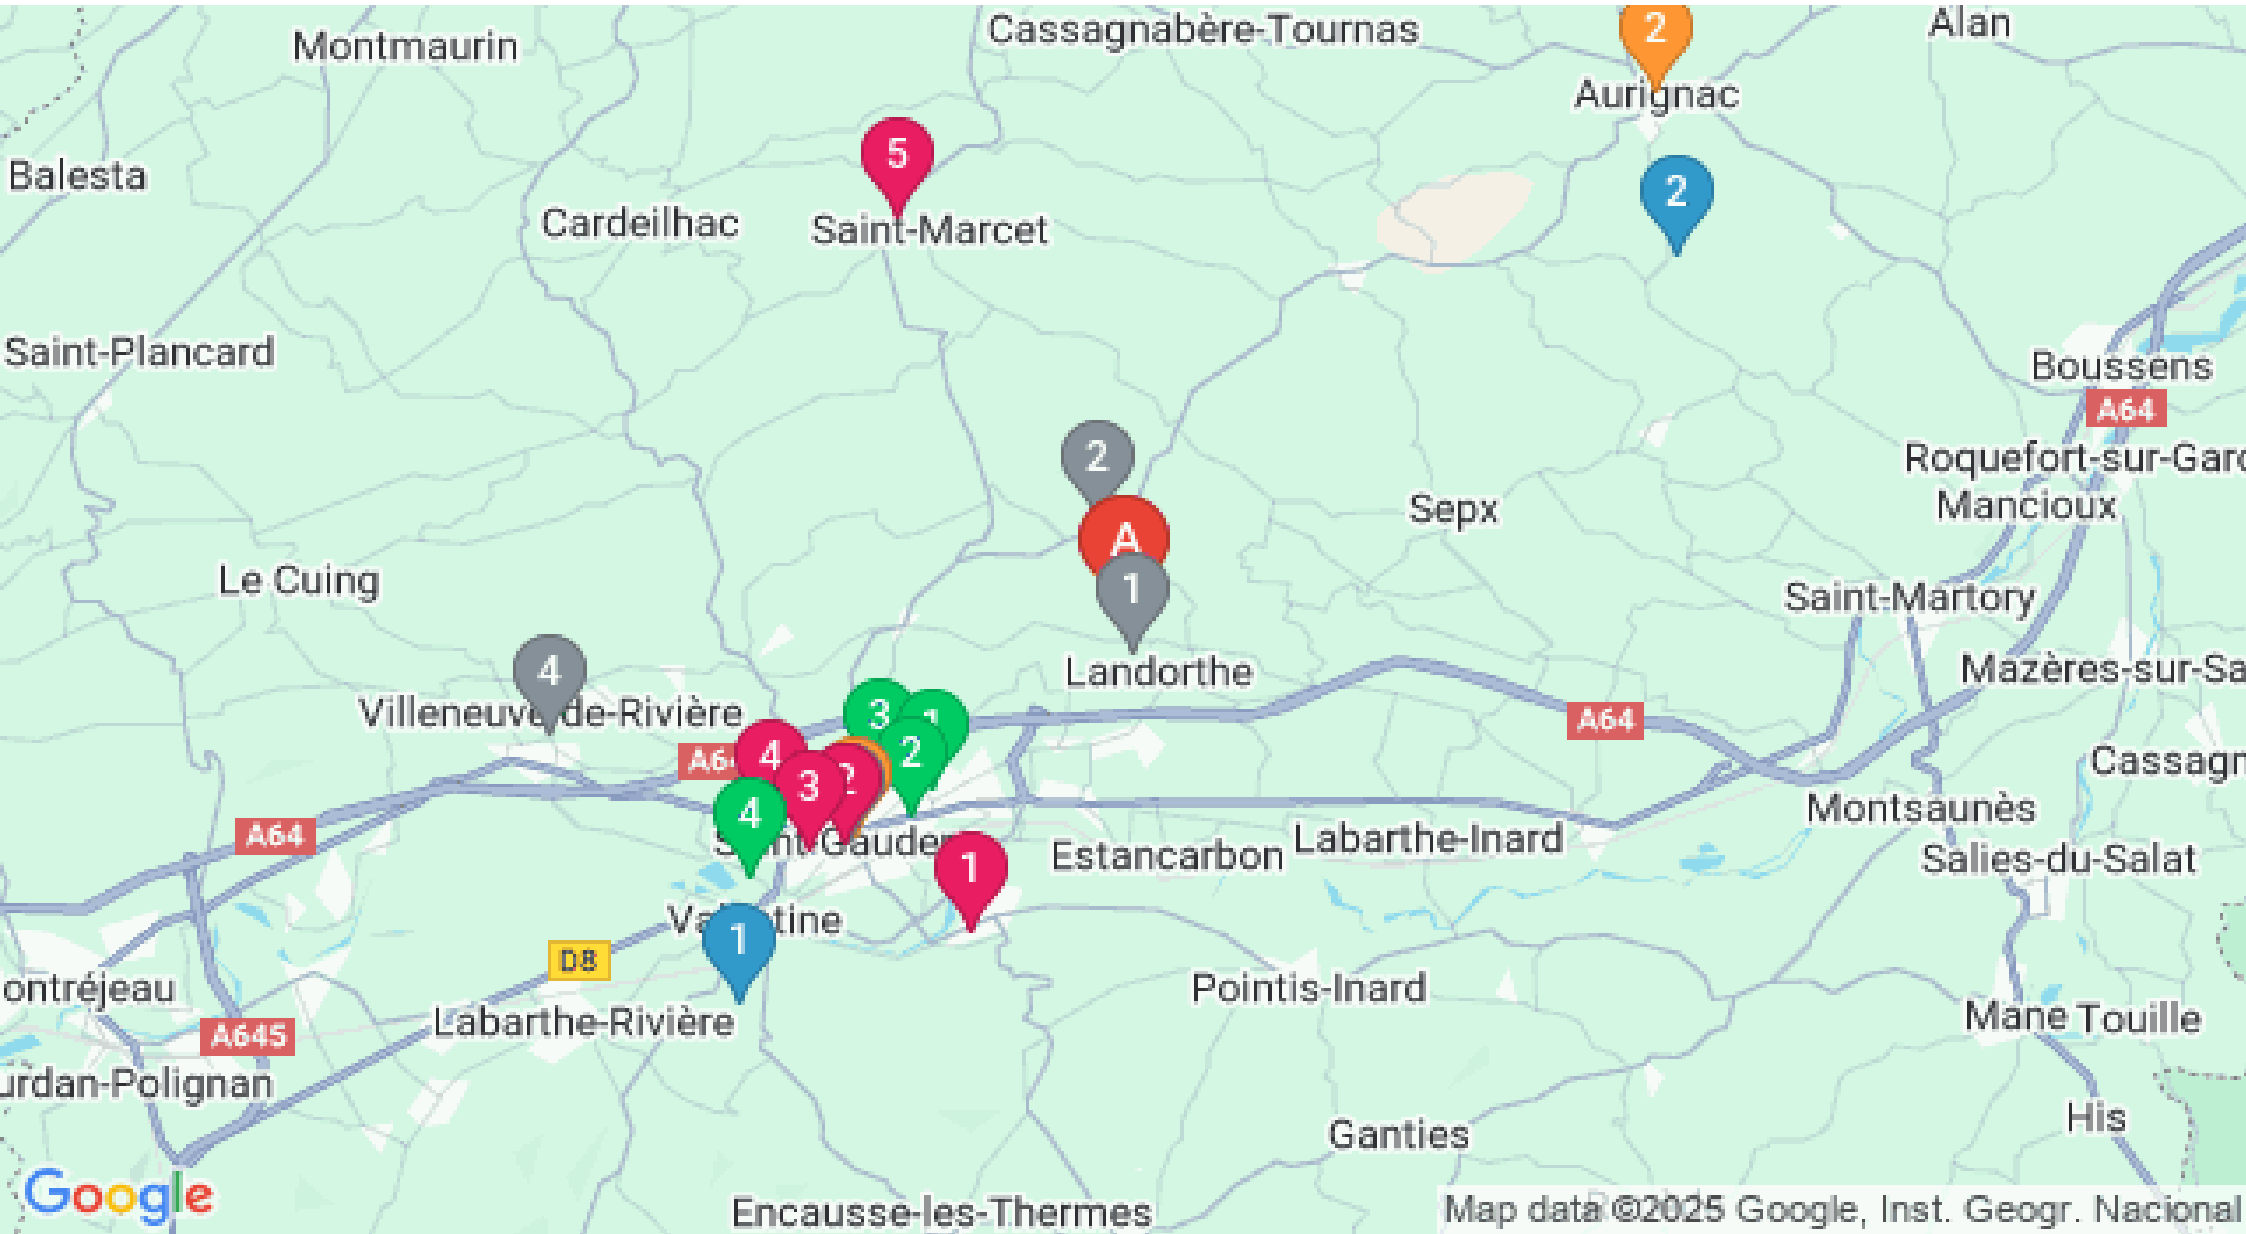 Montmaurin
Cassagnabère-Tournas
2
Alan
Aurignac
5
Balesta
2
Cardeilhac
Saint-Marcet
Saint-Plancard
Boussens
A64
2
Roquefort-sur-Garo
Mancioux
Sepx
A
1
Le Cuing
Saint-Martory
4
Landorthe
Mazères-sur-Sa
Villeneuve-de-Rivière
3
1
A64
2
4
A64
2
3
4
Cassagn
Montsaunès
A64
Labarthe-Inard
Estancarbon
1
Salies-du-Salat
Valentine
1
D8
ontréjeau
Pointis-Inard
Labarthe-Rivière
A645
Mane
Touille
urdan-Polignan
His
Ganties
Google
Encausse-les-Thermes
Map data ©2025 Google, Inst. Geogr. Nacional